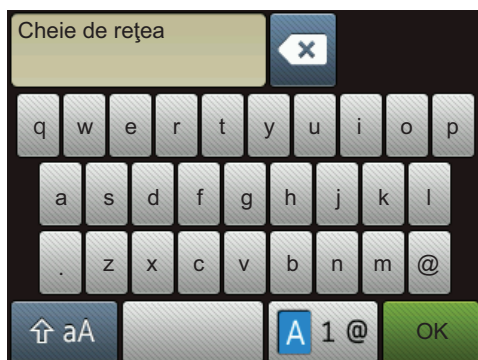 Cheie de reţea
q w e r t y u i o p
a s d f g h j k l
. z x c v b n m @
aA A 1 @ OK